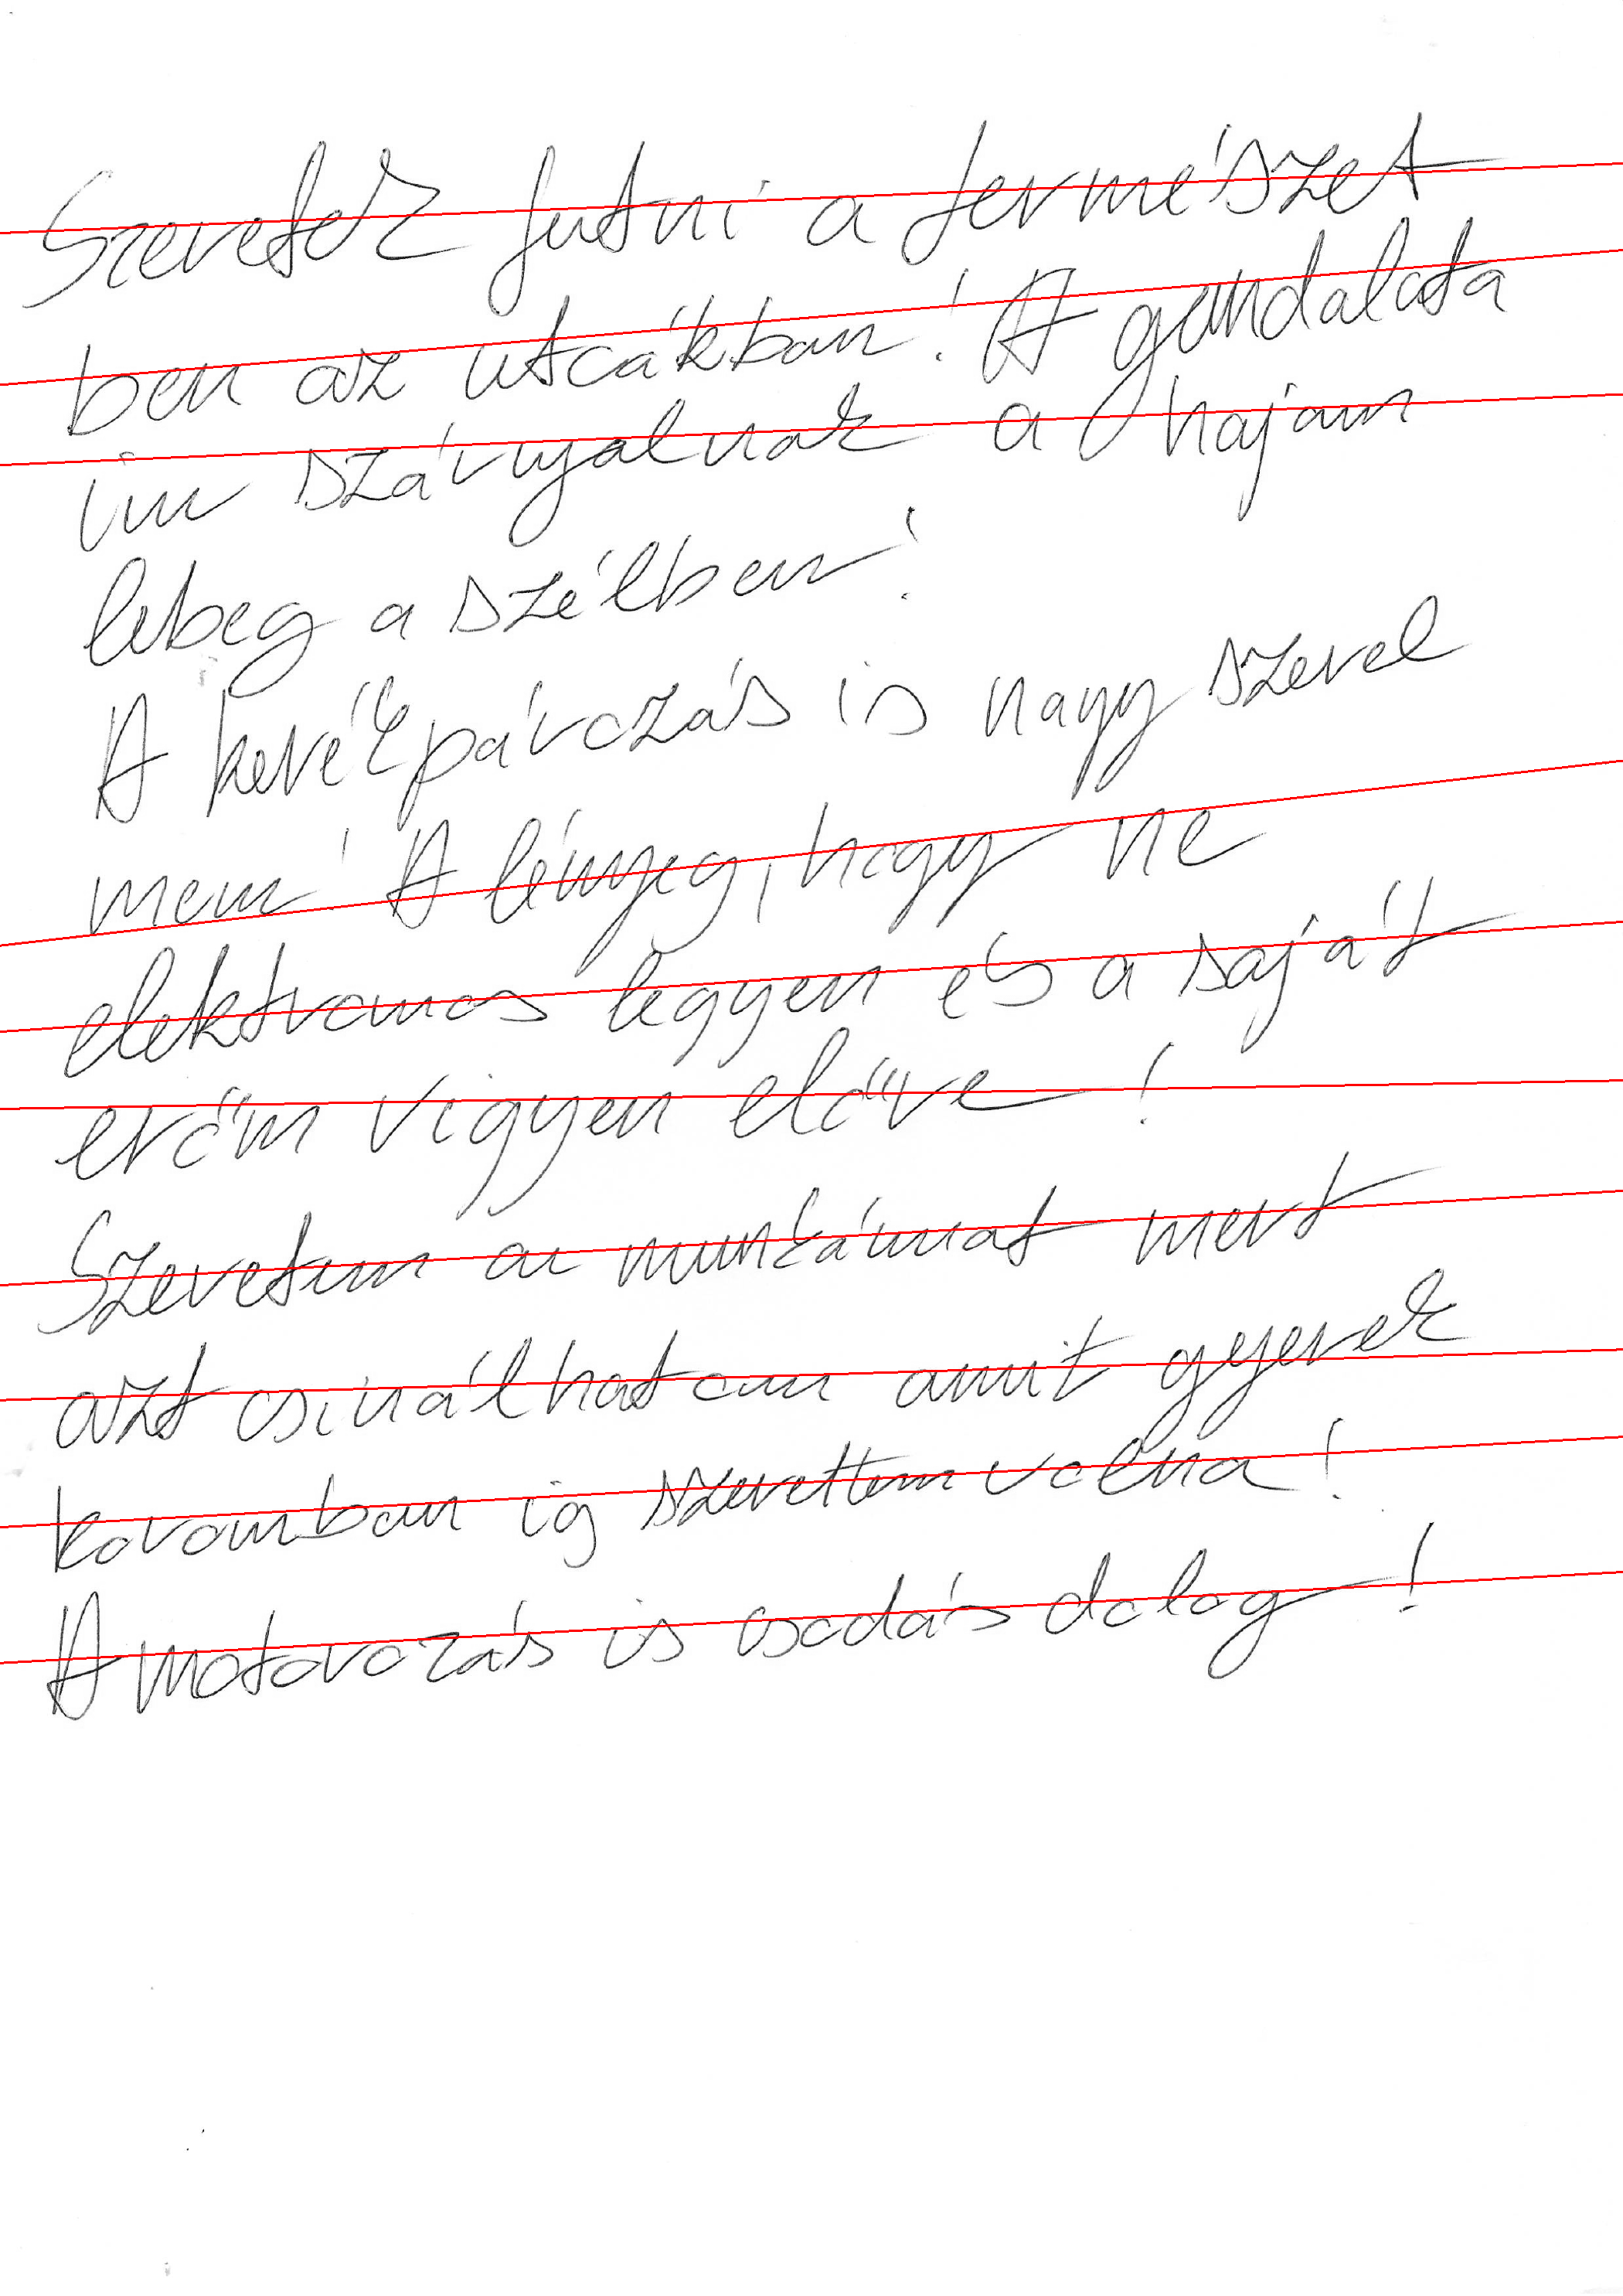 Szeretek futni a természet
ben az utcákban! A gondolata
im szárnyalnak a hajam
lebeg a szélben!
A kerékpározás is nagy szerel
mem! A lényeg, hogy ne
elektromos legyen és a saját
erőm vigyen előre!
Szeretem a munkámat mert
azt csinálhatom amit gyerek
koromban is szerettem volna!
A motorozás is csodás dolog!